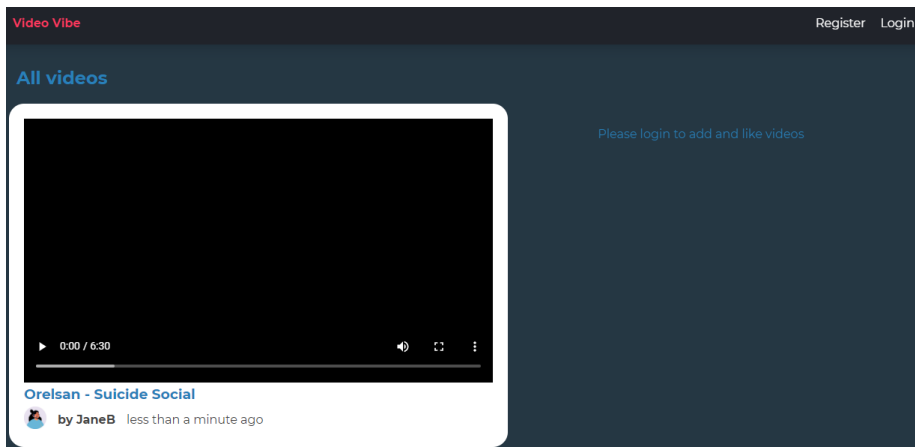 Video Vibe Register Login
All videos
Please login to add and like videos
0:00 / 6:30
Orelsan - Suicide Social
by JaneB less than a minute ago